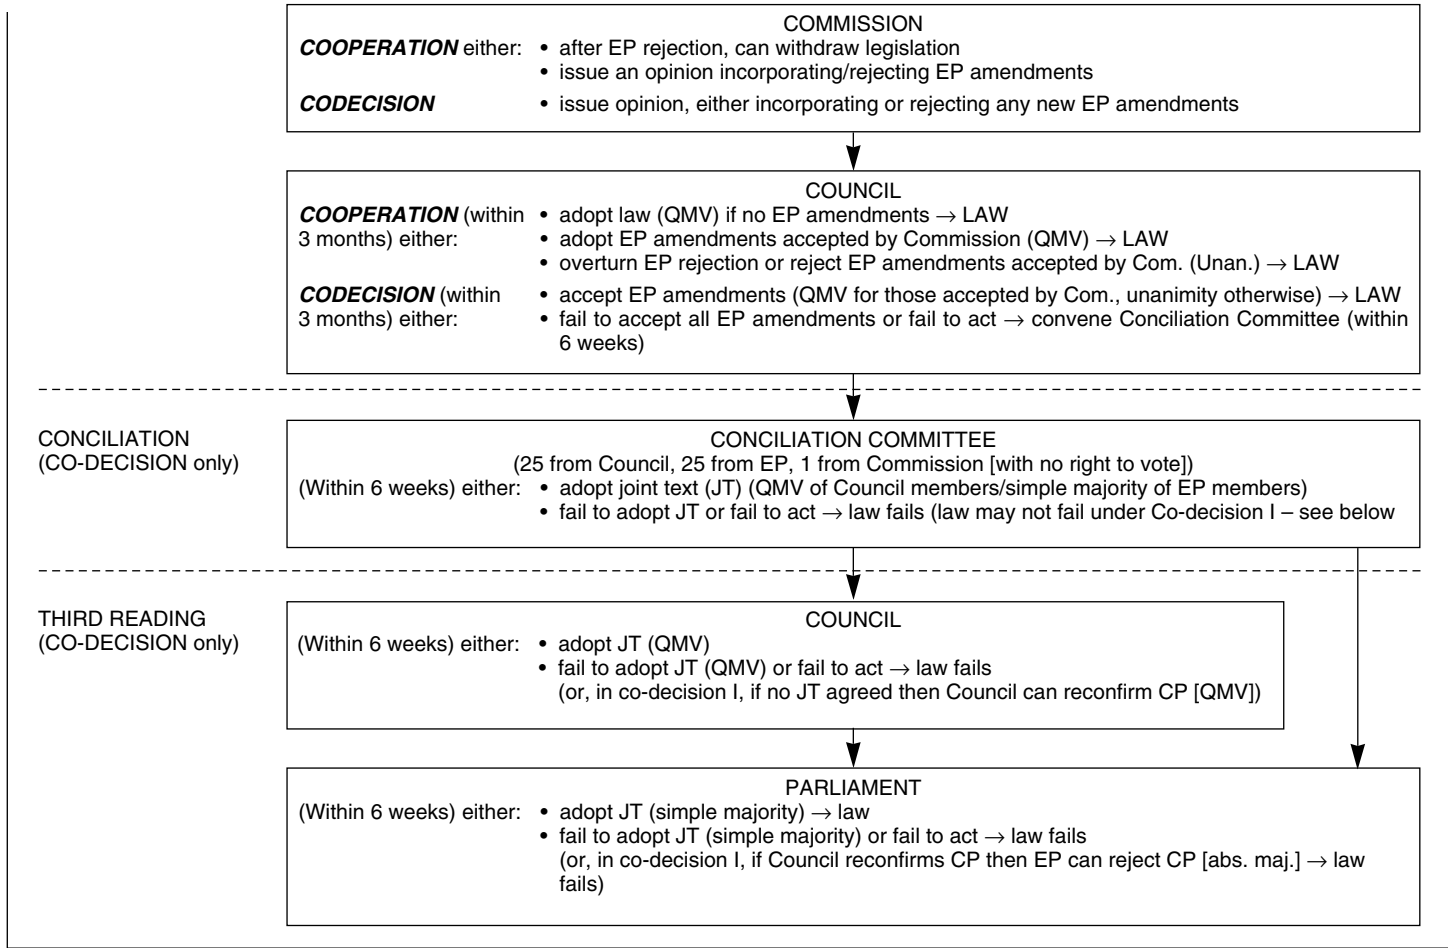 COMMISSION
COOPERATION either: • after EP rejection, can withdraw legislation
• issue an opinion incorporating/rejecting EP amendments
CODECISION • issue opinion, either incorporating or rejecting any new EP amendments
COUNCIL
COOPERATION (within • adopt law (QMV) if no EP amendments → LAW
3 months) either: • adopt EP amendments accepted by Commission (QMV) → LAW
• overturn EP rejection or reject EP amendments accepted by Com. (Unan.) → LAW
CODECISION (within • accept EP amendments (QMV for those accepted by Com., unanimity otherwise) → LAW
3 months) either: • fail to accept all EP amendments or fail to act → convene Conciliation Committee (within
6 weeks)
CONCILIATION
(CO-DECISION only)
CONCILIATION COMMITTEE
(25 from Council, 25 from EP, 1 from Commission [with no right to vote])
(Within 6 weeks) either: • adopt joint text (JT) (QMV of Council members/simple majority of EP members)
• fail to adopt JT or fail to act → law fails (law may not fail under Co-decision I – see below
THIRD READING
(CO-DECISION only)
COUNCIL
(Within 6 weeks) either: • adopt JT (QMV)
• fail to adopt JT (QMV) or fail to act → law fails
(or, in co-decision I, if no JT agreed then Council can reconfirm CP [QMV])
PARLIAMENT
(Within 6 weeks) either: • adopt JT (simple majority) → law
• fail to adopt JT (simple majority) or fail to act → law fails
(or, in co-decision I, if Council reconfirms CP then EP can reject CP [abs. maj.] → law
fails)